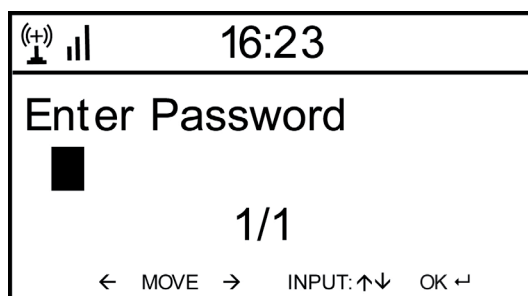 16:23
Enter Password
1/1
← MOVE → INPUT:↑↓ OK ↵